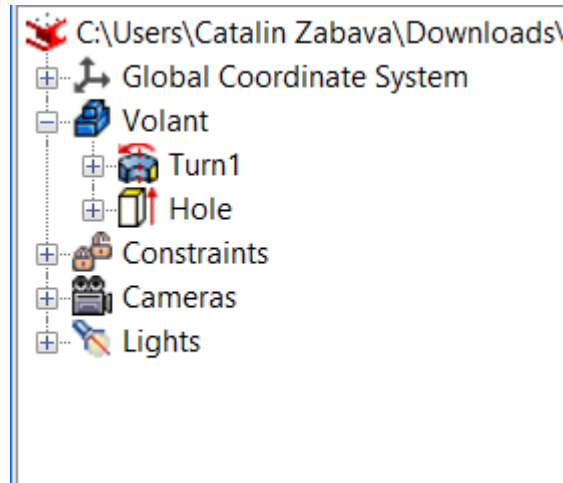 C:\Users\Catalin Zabava\Downloads\
Global Coordinate System
Volant
Turn1
Hole
Constraints
Cameras
Lights